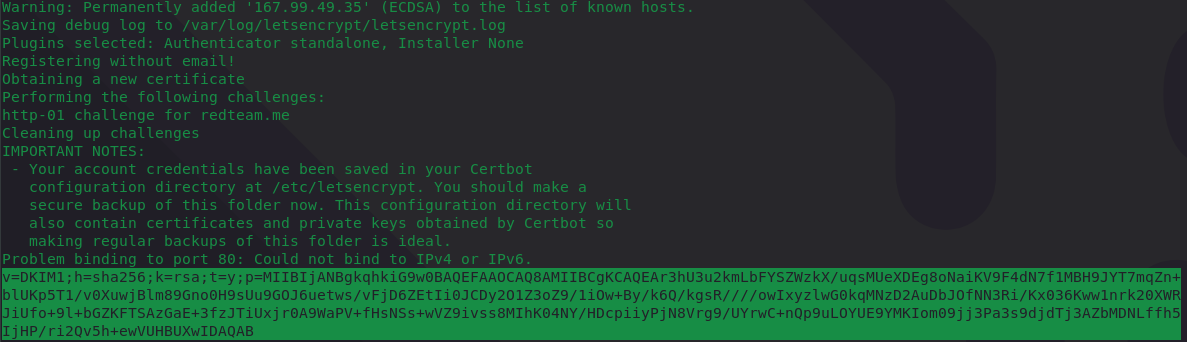 Warning: Permanently added '167.99.49.35' (ECDSA) to the list of known hosts.
Saving debug log to /var/log/letsencrypt/letsencrypt.log
Plugins selected: Authenticator standalone, Installer None
Registering without email!
Obtaining a new certificate
Performing the following challenges:
http-01 challenge for redteam.me
Cleaning up challenges
IMPORTANT NOTES:
 - Your account credentials have been saved in your Certbot
   configuration directory at /etc/letsencrypt. You should make a
   secure backup of this folder now. This configuration directory will
   also contain certificates and private keys obtained by Certbot so
   making regular backups of this folder is ideal.
Problem binding to port 80: Could not bind to IPv4 or IPv6.
v=DKIM1;h=sha256;k=rsa;t=y;p=MIIBIjANBgkqhkiG9w0BAQEFAAOCAQ8AMIIBCgKCAQEAr3hU3u2kmLbFYSZWzkX/uqsMUeXDEg8oNaiKV9F4dN7f1MBH9JYT7mqZn+
blUKp5T1/v0XuwjBlm89Gno0H9sUu9GOJ6uetws/vFjD6ZEtIi0JCDy2O1Z3oZ9/1iOw+By/k6Q/kgsR////owIxyzlwG0kqMNzD2AuDbJOfNN3Ri/Kx036Kww1nrk20XWR
JiUfo+9l+bGZKFTSAzGaE+3fzJTiUxjr0A9WaPV+fHsNSs+wVZ9ivss8MIhK04NY/HDcpiiyPjN8Vrg9/UYrwC+nQp9uLOYUE9YMKIom09jj3Pa3s9djdTj3AZbMDNLffh5
IjHP/ri2Qv5h+ewVUHBUXwIDAQAB